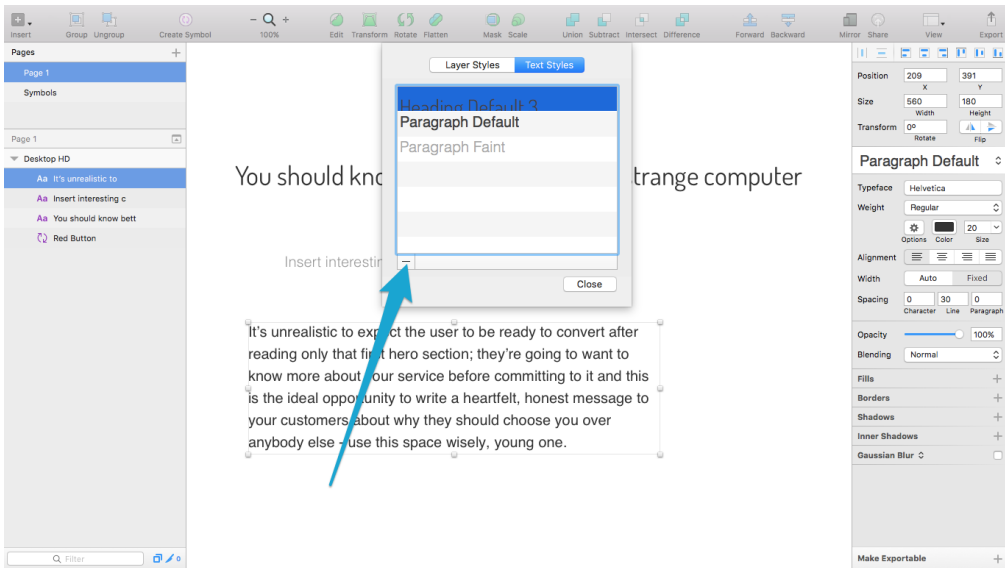 Insert
Group
Ungroup
Create Symbol
100%
Edit
Transform
Rotate
Flatten
Mask
Scale
Union
Subtract
Intersect
Difference
Forward
Backward
Mirror
Share
View
Export
Pages
Page 1
Symbols
Page 1
Desktop HD
Aa It's unrealistic to
Aa Insert interesting c
Aa You should know bett
Red Button
Filter
0
Layer Styles
Text Styles
Heading Default 3
Paragraph Default
Paragraph Faint
Close
You should kno
trange computer
Insert interestin
It's unrealistic to expect the user to be ready to convert after
reading only that first hero section; they're going to want to
know more about your service before committing to it and this
is the ideal opportunity to write a heartfelt, honest message to
your customers about why they should choose you over
anybody else - use this space wisely, young one.
Position 209 391
X Y
Size 560 180
Width Height
Transform 0º
Rotate Flip
Paragraph Default
Typeface Helvetica
Weight Regular
20
Options Color Size
Alignment
Width Auto Fixed
Spacing 0 30 0
Character Line Paragraph
Opacity 100%
Blending Normal
Fills
Borders
Shadows
Inner Shadows
Gaussian Blur
Make Exportable